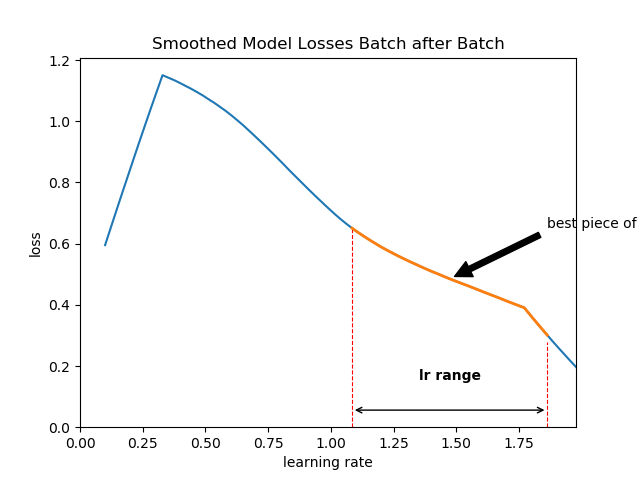 Smoothed Model Losses Batch after Batch
1.2
1.0
0.8
0.6
0.4
0.2
0.0
loss
best piece of
lr range
0.00 0.25 0.50 0.75 1.00 1.25 1.50 1.75
learning rate